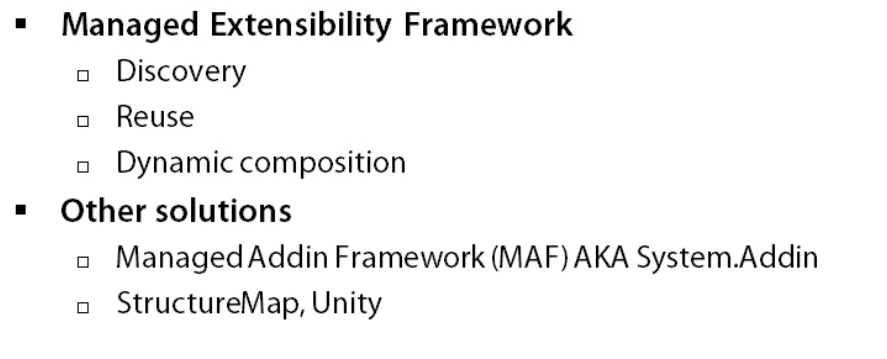 ▪ Managed Extensibility Framework
▫ Discovery
▫ Reuse
▫ Dynamic composition
▪ Other solutions
▫ Managed Addin Framework (MAF) AKA System.Addin
▫ StructureMap, Unity